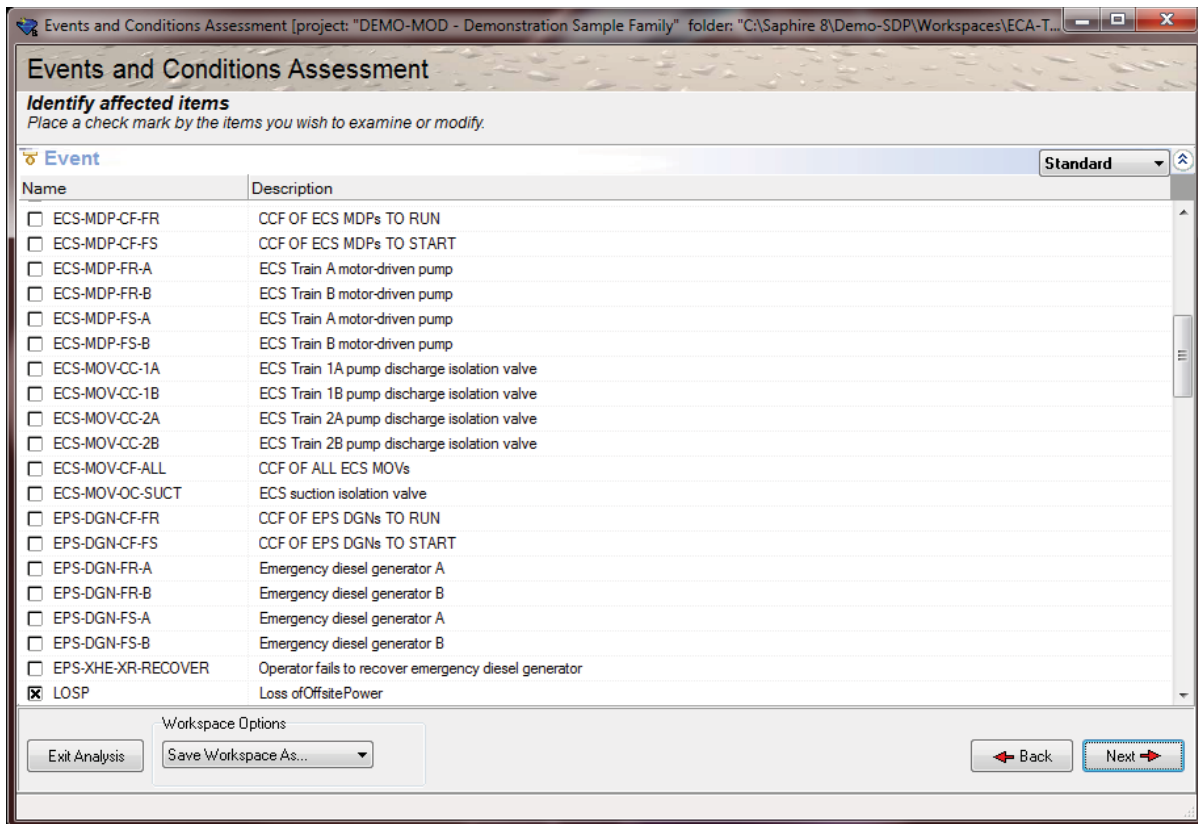 Events and Conditions Assessment [project: "DEMO-MOD - Demonstration Sample Family" folder: "C:\Saphire 8\Demo-SDP\Workspaces\ECA-T...
Events and Conditions Assessment
Identify affected items
Place a check mark by the items you wish to examine or modify.
Event Standard
Name Description
ECS-MDP-CF-FR CCF OF ECS MDPs TO RUN
ECS-MDP-CF-FS CCF OF ECS MDPs TO START
ECS-MDP-FR-A ECS Train A motor-driven pump
ECS-MDP-FR-B ECS Train B motor-driven pump
ECS-MDP-FS-A ECS Train A motor-driven pump
ECS-MDP-FS-B ECS Train B motor-driven pump
ECS-MOV-CC-1A ECS Train 1A pump discharge isolation valve
ECS-MOV-CC-1B ECS Train 1B pump discharge isolation valve
ECS-MOV-CC-2A ECS Train 2A pump discharge isolation valve
ECS-MOV-CC-2B ECS Train 2B pump discharge isolation valve
ECS-MOV-CF-ALL CCF OF ALL ECS MOVs
ECS-MOV-OC-SUCT ECS suction isolation valve
EPS-DGN-CF-FR CCF OF EPS DGNs TO RUN
EPS-DGN-CF-FS CCF OF EPS DGNs TO START
EPS-DGN-FR-A Emergency diesel generator A
EPS-DGN-FR-B Emergency diesel generator B
EPS-DGN-FS-A Emergency diesel generator A
EPS-DGN-FS-B Emergency diesel generator B
EPS-XHE-XR-RECOVER Operator fails to recover emergency diesel generator
LOSP Loss ofOffsitePower
Workspace Options
Exit Analysis Save Workspace As... Back Next